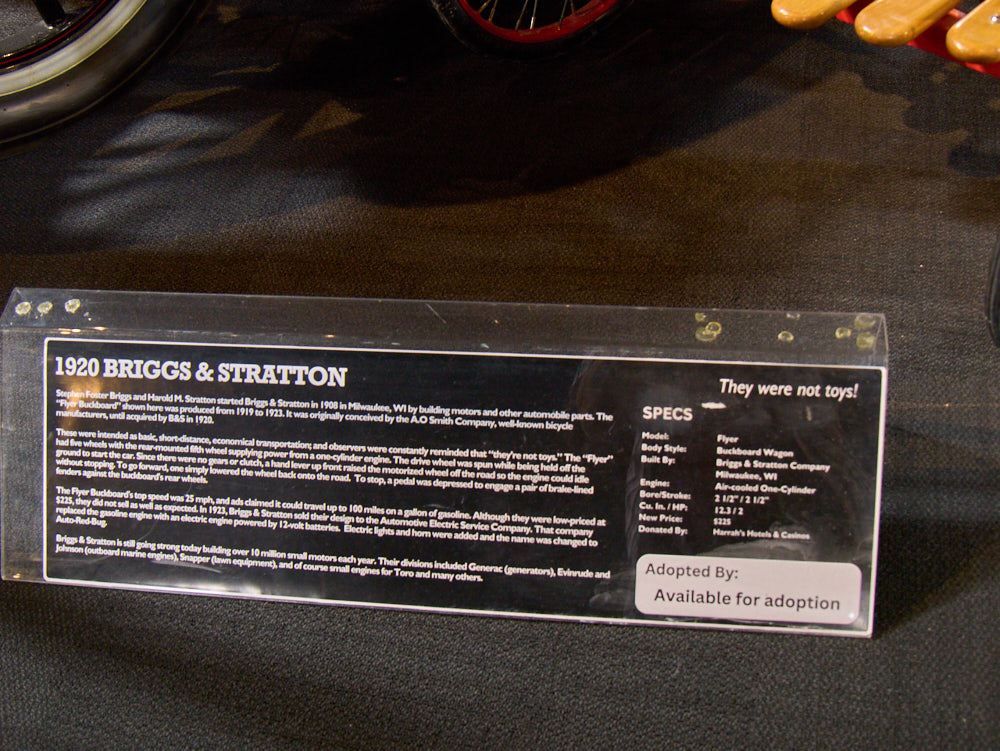 1920 BRIGGS & STRATTON
They were not toys!
Stephen Foster Briggs and Harold M. Stratton started Briggs & Stratton in 1908 in Milwaukee, WI by building motors and other automobile parts. The
"Flyer Buckboard" shown here was produced from 1919 to 1923. It was originally conceived by the A.O Smith Company, well-known bicycle
manufacturers, until acquired by B&S in 1920.
These were intended as basic, short-distance, economical transportation; and observers were constantly reminded that "they're not toys." The "Flyer"
had five wheels with the rear-mounted fifth wheel supplying power from a one-cylinder engine. The drive wheel was spun while being held off the
ground to start the car. Since there were no gears or clutch, a hand lever up front raised the motorized wheel off the road so the engine could idle
without stopping. To go forward, one simply lowered the wheel back onto the road. To stop, a pedal was depressed to engage a pair of brake-lined
fenders against the buckboard's rear wheels.
The Flyer Buckboard's top speed was 25 mph, and ads claimed it could travel up to 100 miles on a gallon of gasoline. Although they were low-priced at
$225, they did not sell as well as expected. In 1923, Briggs & Stratton sold their design to the Automotive Electric Service Company. That company
replaced the gasoline engine with an electric engine powered by 12-volt batteries. Electric lights and horn were added and the name was changed to
Auto-Red-Bug.
Briggs & Stratton is still going strong today building over 10 million small motors each year. Their divisions included Generac (generators), Evinrude and
Johnson (outboard marine engines), Snapper (lawn equipment), and of course small engines for Toro and many others.
SPECS
Model: Flyer
Body Style: Buckboard Wagon
Built By: Briggs & Stratton Company
Milwaukee, WI
Engine: Air-cooled One-Cylinder
Bore/Stroke: 2 1/2" / 2 1/2"
Cu. In. / HP: 12.3 / 2
New Price: $225
Donated By: Harrah's Hotels & Casinos
Adopted By:
Available for adoption